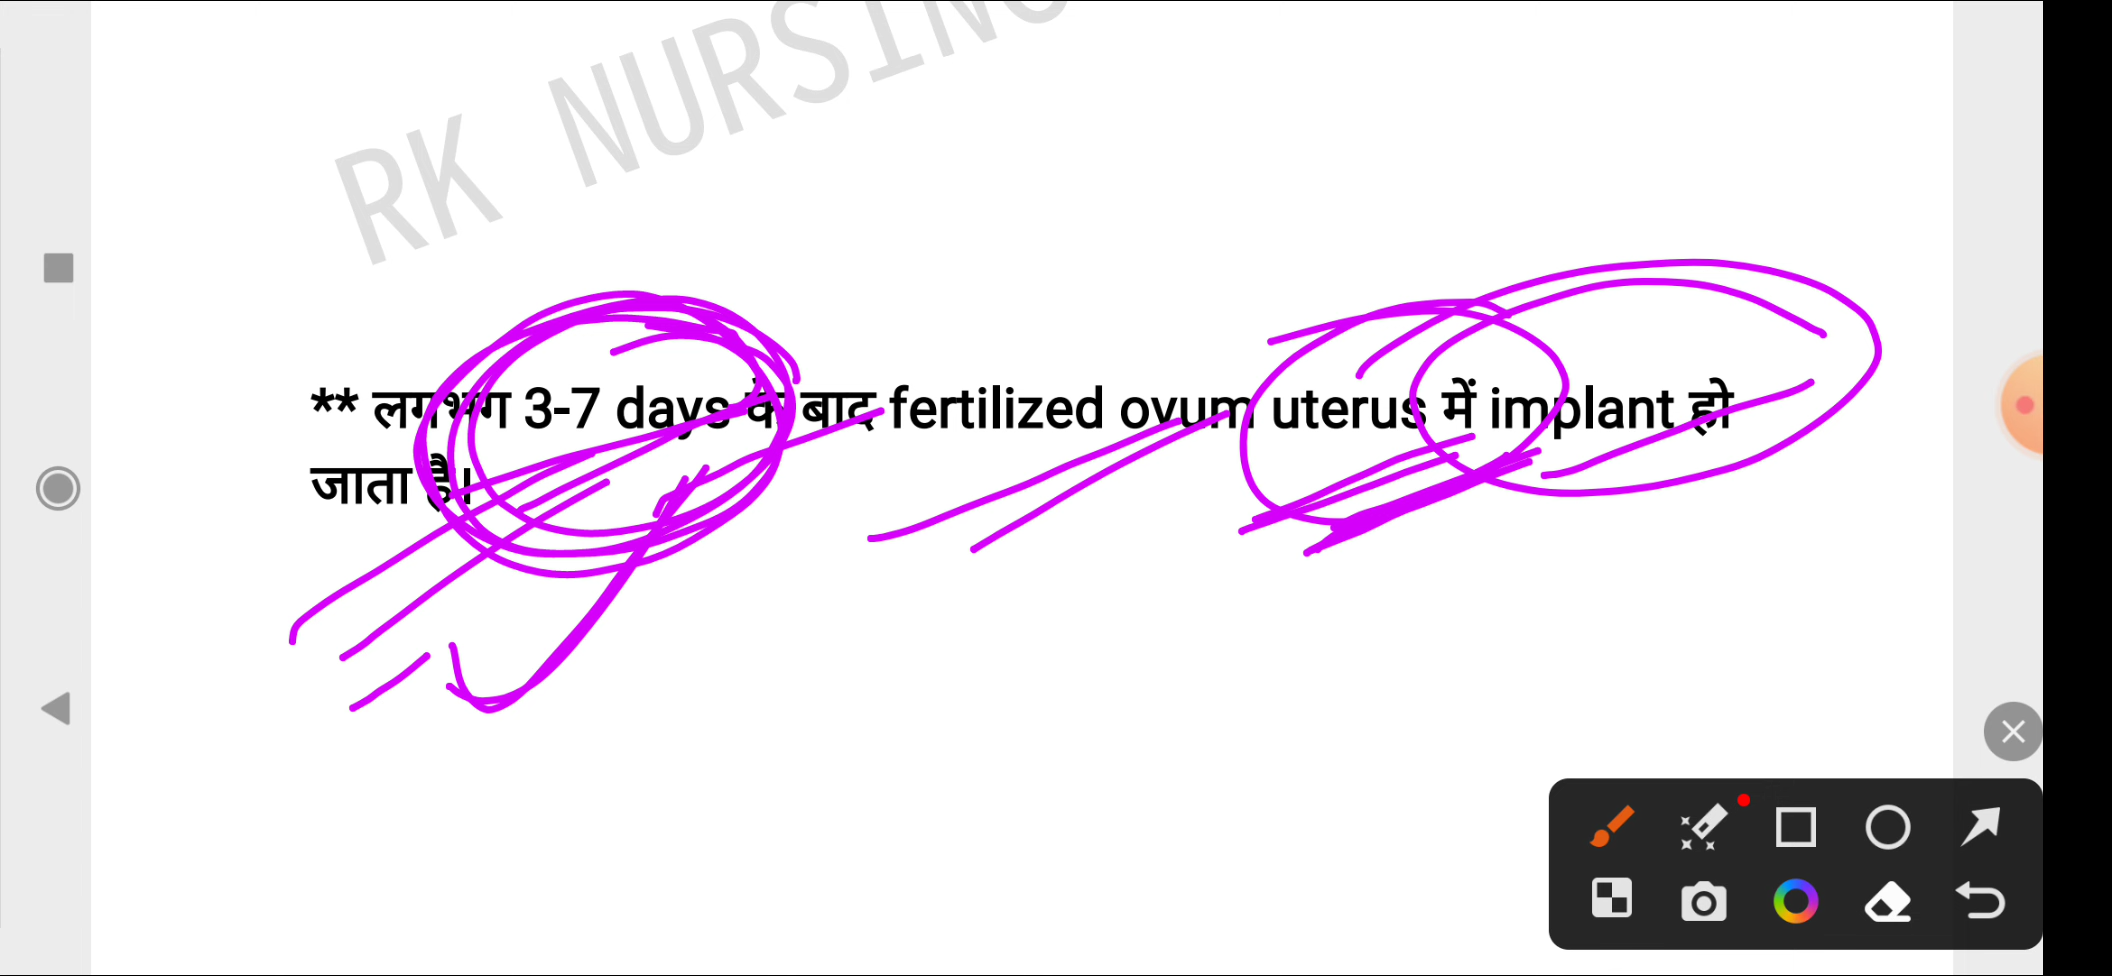 RK NURSING
** लगभग 3-7 days के बाद fertilized ovum uterus में implant हो
जाता है।